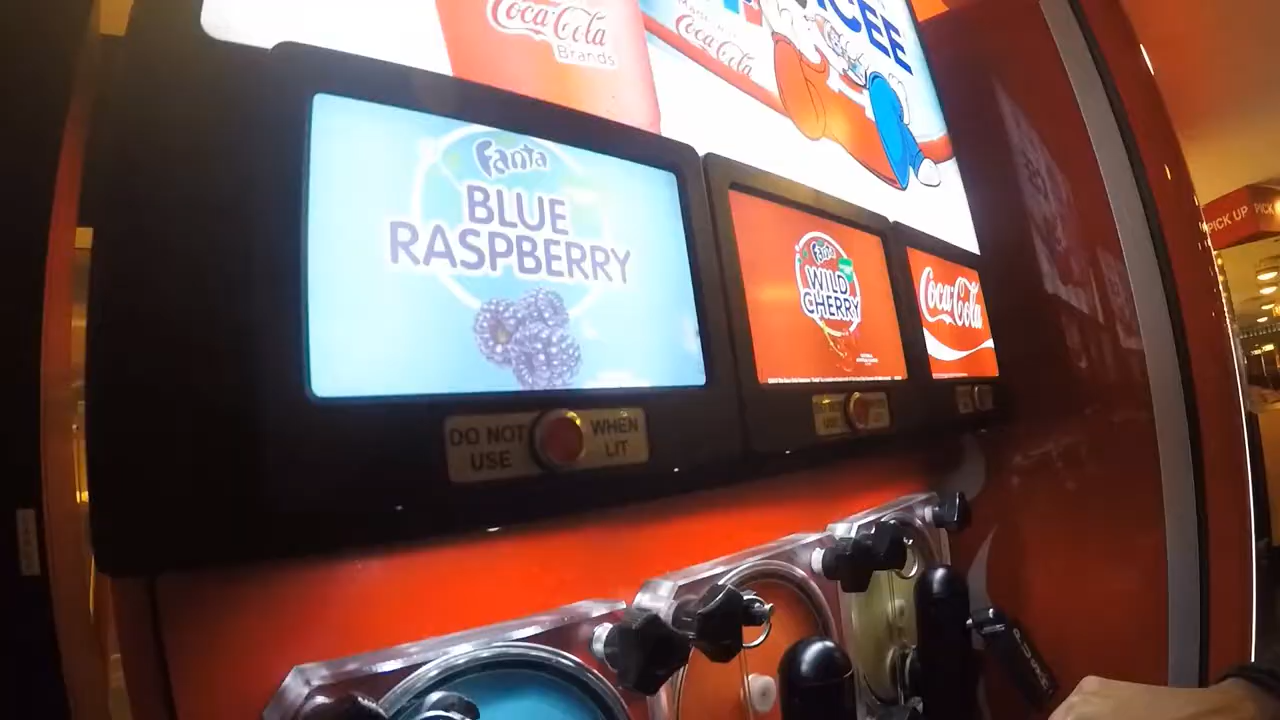 Coca-Cola
Brands
Coca-Cola
ICEE
Fanta
BLUE
RASPBERRY
Fanta
WILD
CHERRY
Coca-Cola
DO NOT
USE
WHEN
LIT
PICK UP
PICK